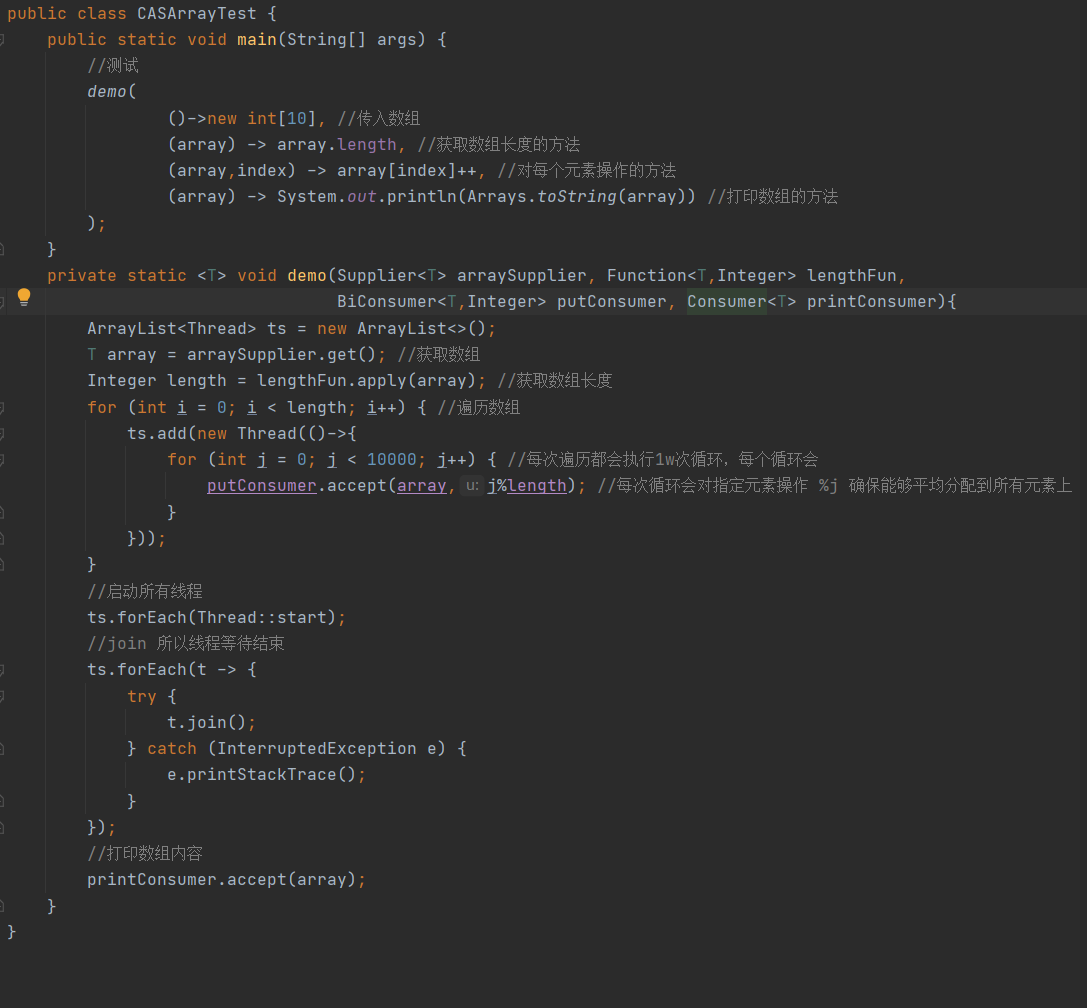 public class CASArrayTest {
    public static void main(String[] args) {
        //测试
        demo(
                ()->new int[10], //传入数组
                (array) -> array.length, //获取数组长度的方法
                (array,index) -> array[index]++, //对每个元素操作的方法
                (array) -> System.out.println(Arrays.toString(array)) //打印数组的方法
        );
    }
    private static <T> void demo(Supplier<T> arraySupplier, Function<T,Integer> lengthFun,
                                 BiConsumer<T,Integer> putConsumer, Consumer<T> printConsumer){
        ArrayList<Thread> ts = new ArrayList<>();
        T array = arraySupplier.get(); //获取数组
        Integer length = lengthFun.apply(array); //获取数组长度
        for (int i = 0; i < length; i++) { //遍历数组
            ts.add(new Thread(()->{
                for (int j = 0; j < 10000; j++) { //每次遍历都会执行1w次循环，每个循环会
                    putConsumer.accept(array, u: j%length); //每次循环会对指定元素操作 %j 确保能够平均分配到所有元素上
                }
            }));
        }
        //启动所有线程
        ts.forEach(Thread::start);
        //join 所以线程等待结束
        ts.forEach(t -> {
            try {
                t.join();
            } catch (InterruptedException e) {
                e.printStackTrace();
            }
        });
        //打印数组内容
        printConsumer.accept(array);
    }
}